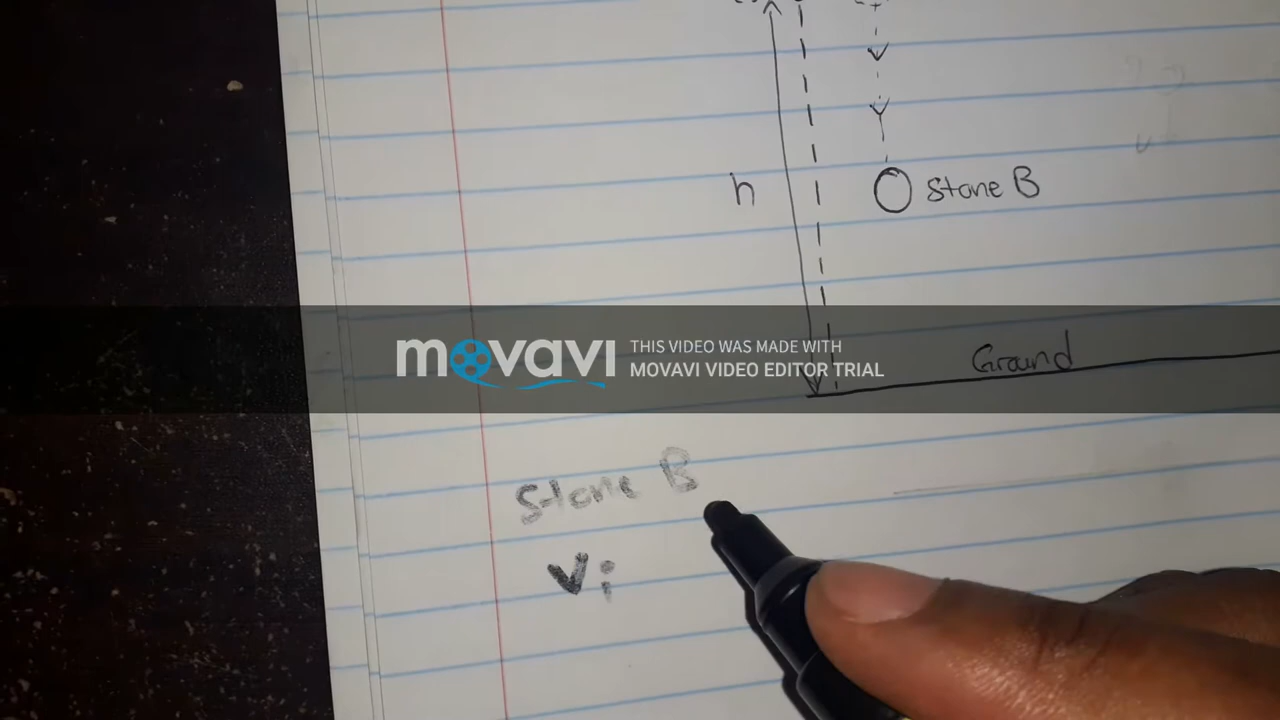 h
Stone B
movavi
THIS VIDEO WAS MADE WITH
MOVAVI VIDEO EDITOR TRIAL
Ground
Stone B
Vi